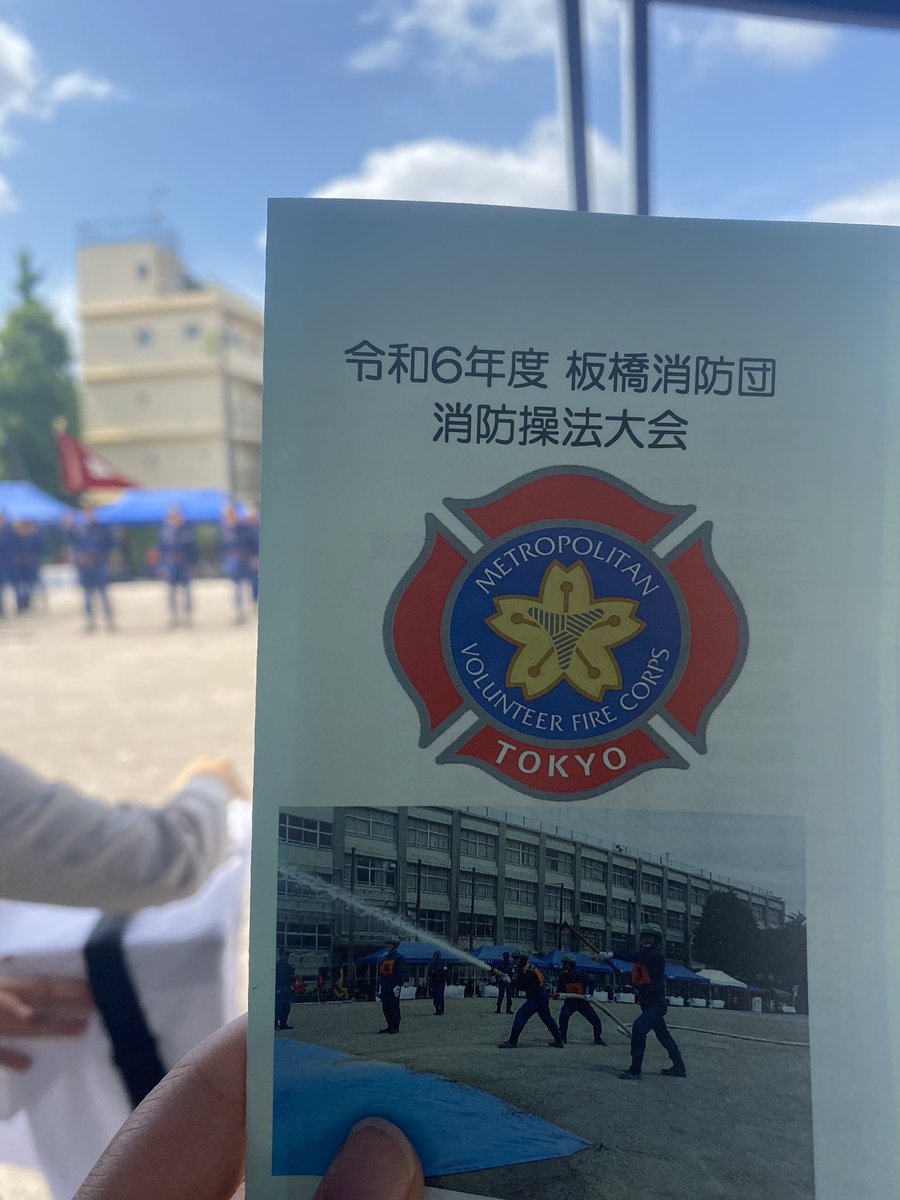 令和6年度 板橋消防団
消防操法大会
METROPOLITAN
VOLUNTEER FIRE CORPS
TOKYO